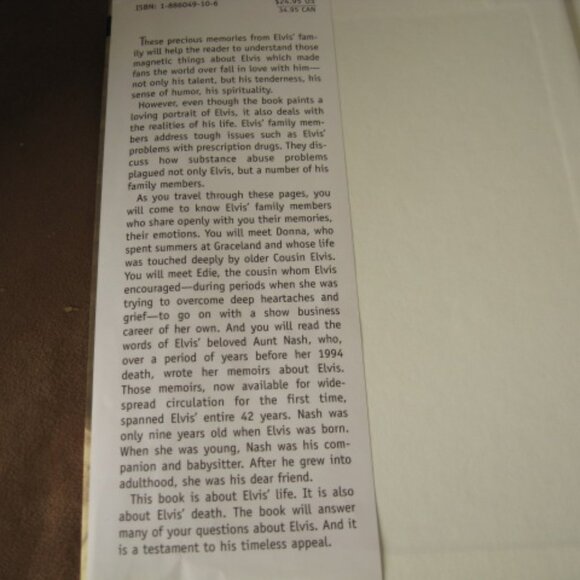 ISBN: 1-886049-10-6
$24.95 US
34.95 CAN
These precious memories from Elvis' fam-
ily will help the reader to understand those
magnetic things about Elvis which made
fans the world over fall in love with him—
not only his talent, but his tenderness, his
sense of humor, his spirituality.
However, even though the book paints a
loving portrait of Elvis, it also deals with
the realities of his life. Elvis' family mem-
bers address tough issues such as Elvis'
problems with prescription drugs. They dis-
cuss how substance abuse problems
plagued not only Elvis, but a number of his
family members.
As you travel through these pages, you
will come to know Elvis' family members
who share openly with you their memories,
their emotions. You will meet Donna, who
spent summers at Graceland and whose life
was touched deeply by older Cousin Elvis.
You will meet Edie, the cousin whom Elvis
encouraged—during periods when she was
trying to overcome deep heartaches and
grief—to go on with a show business
career of her own. And you will read the
words of Elvis' beloved Aunt Nash, who,
over a period of years before her 1994
death, wrote her memoirs about Elvis.
Those memoirs, now available for wide-
spread circulation for the first time,
spanned Elvis' entire 42 years. Nash was
only nine years old when Elvis was born.
When she was young, Nash was his com-
panion and babysitter. After he grew into
adulthood, she was his dear friend.
This book is about Elvis' life. It is also
about Elvis' death. The book will answer
many of your questions about Elvis. And it
is a testament to his timeless appeal.